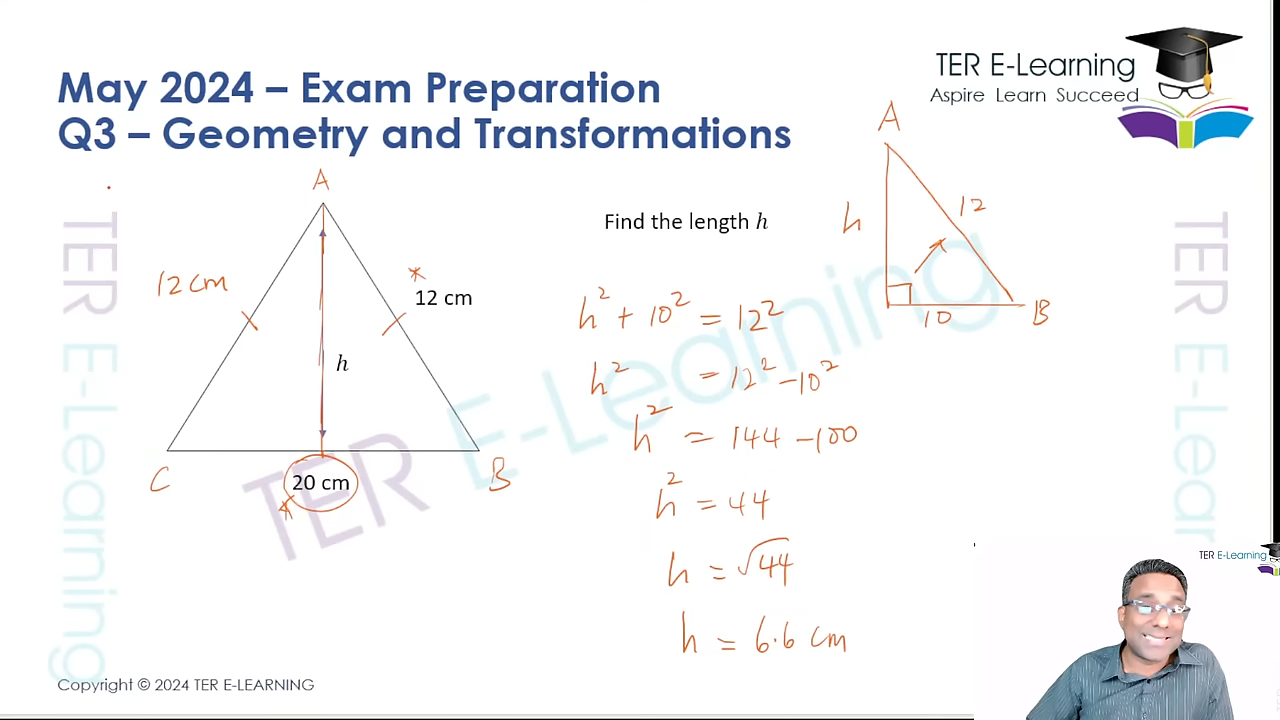 May 2024 – Exam Preparation
Q3 – Geometry and Transformations
TER E-Learning
Aspire Learn Succeed
A
12 cm
*
12 cm
h
C
20 cm
*
B
Find the length h
A
h
12
10
B
h² + 10² = 12²
h² = 12² – 10²
h² = 144 – 100
h² = 44
h = √44
h = 6.6 cm
TER E-Learning
TER E-Learning
TER E-Learning
TER E-Learning
Copyright © 2024 TER E-LEARNING